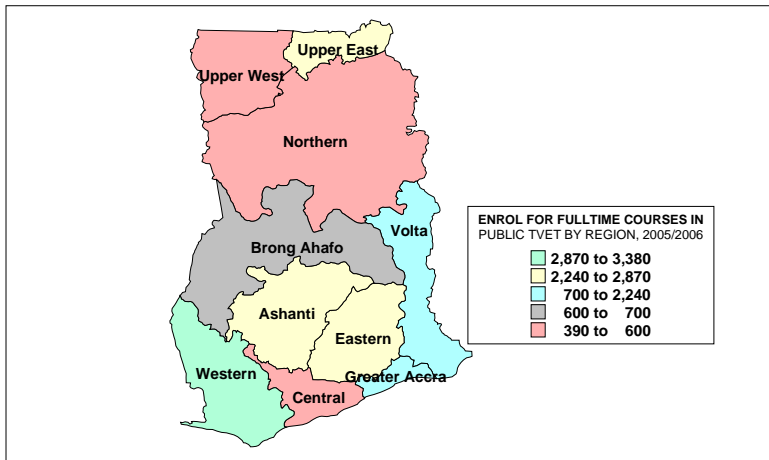 Upper East
Upper West
Northern
Volta
Brong Ahafo
Ashanti
Eastern
Western
Greater Accra
Central
ENROL FOR FULLTIME COURSES IN
PUBLIC TVET BY REGION, 2005/2006
2,870 to 3,380
2,240 to 2,870
700 to 2,240
600 to 700
390 to 600